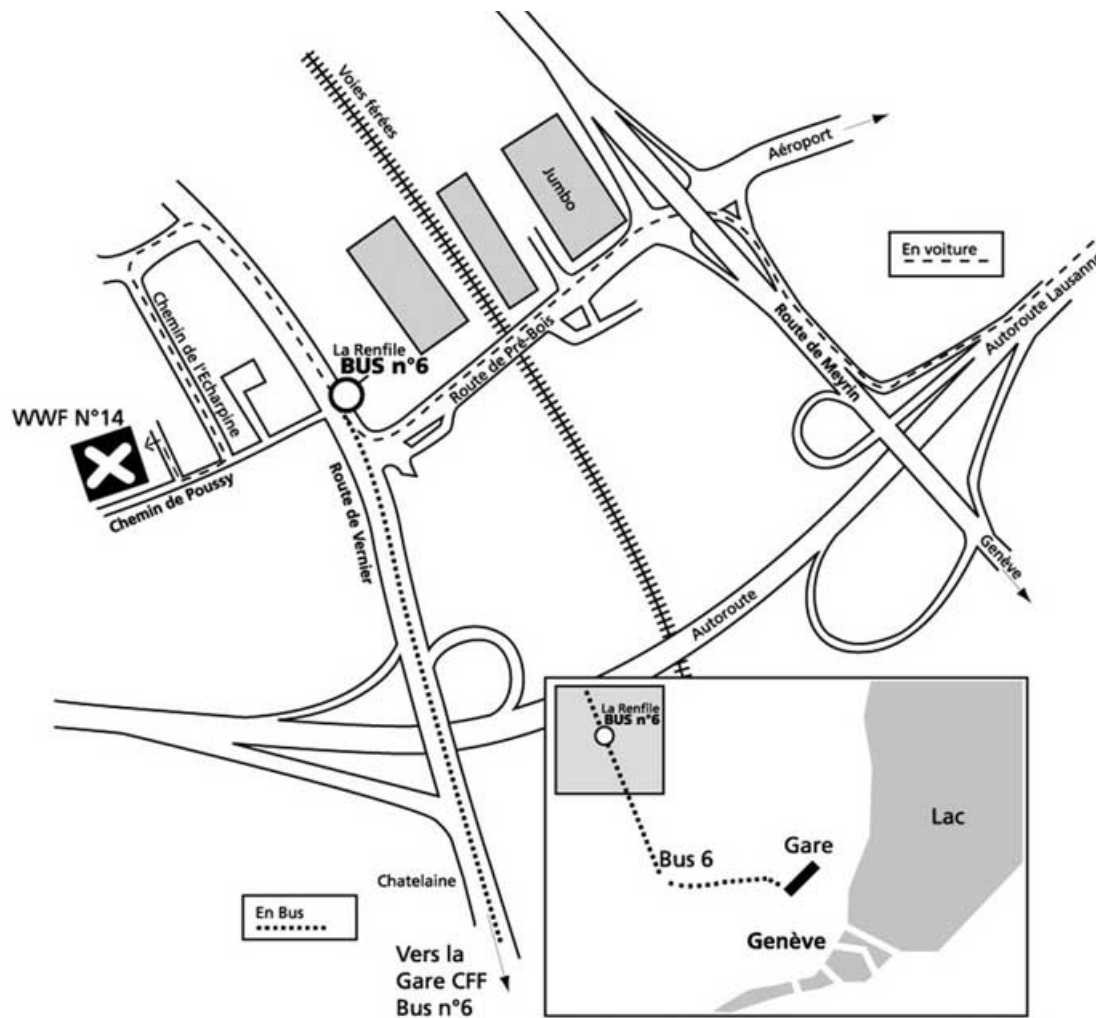 Voies férées
Aéroport
Jumbo
En voiture
Autoroute Lausanne
Chemin de l'Echarpine
La Renfile
BUS n°6
Route de Pré-Bois
Route de Meyrin
WWF N°14
Chemin de Poussy
Route de Vernier
Genève
Autoroute
La Renfile
BUS n°6
Lac
Gare
Bus 6
Chatelaine
En Bus
Genève
Vers la
Gare CFF
Bus n°6